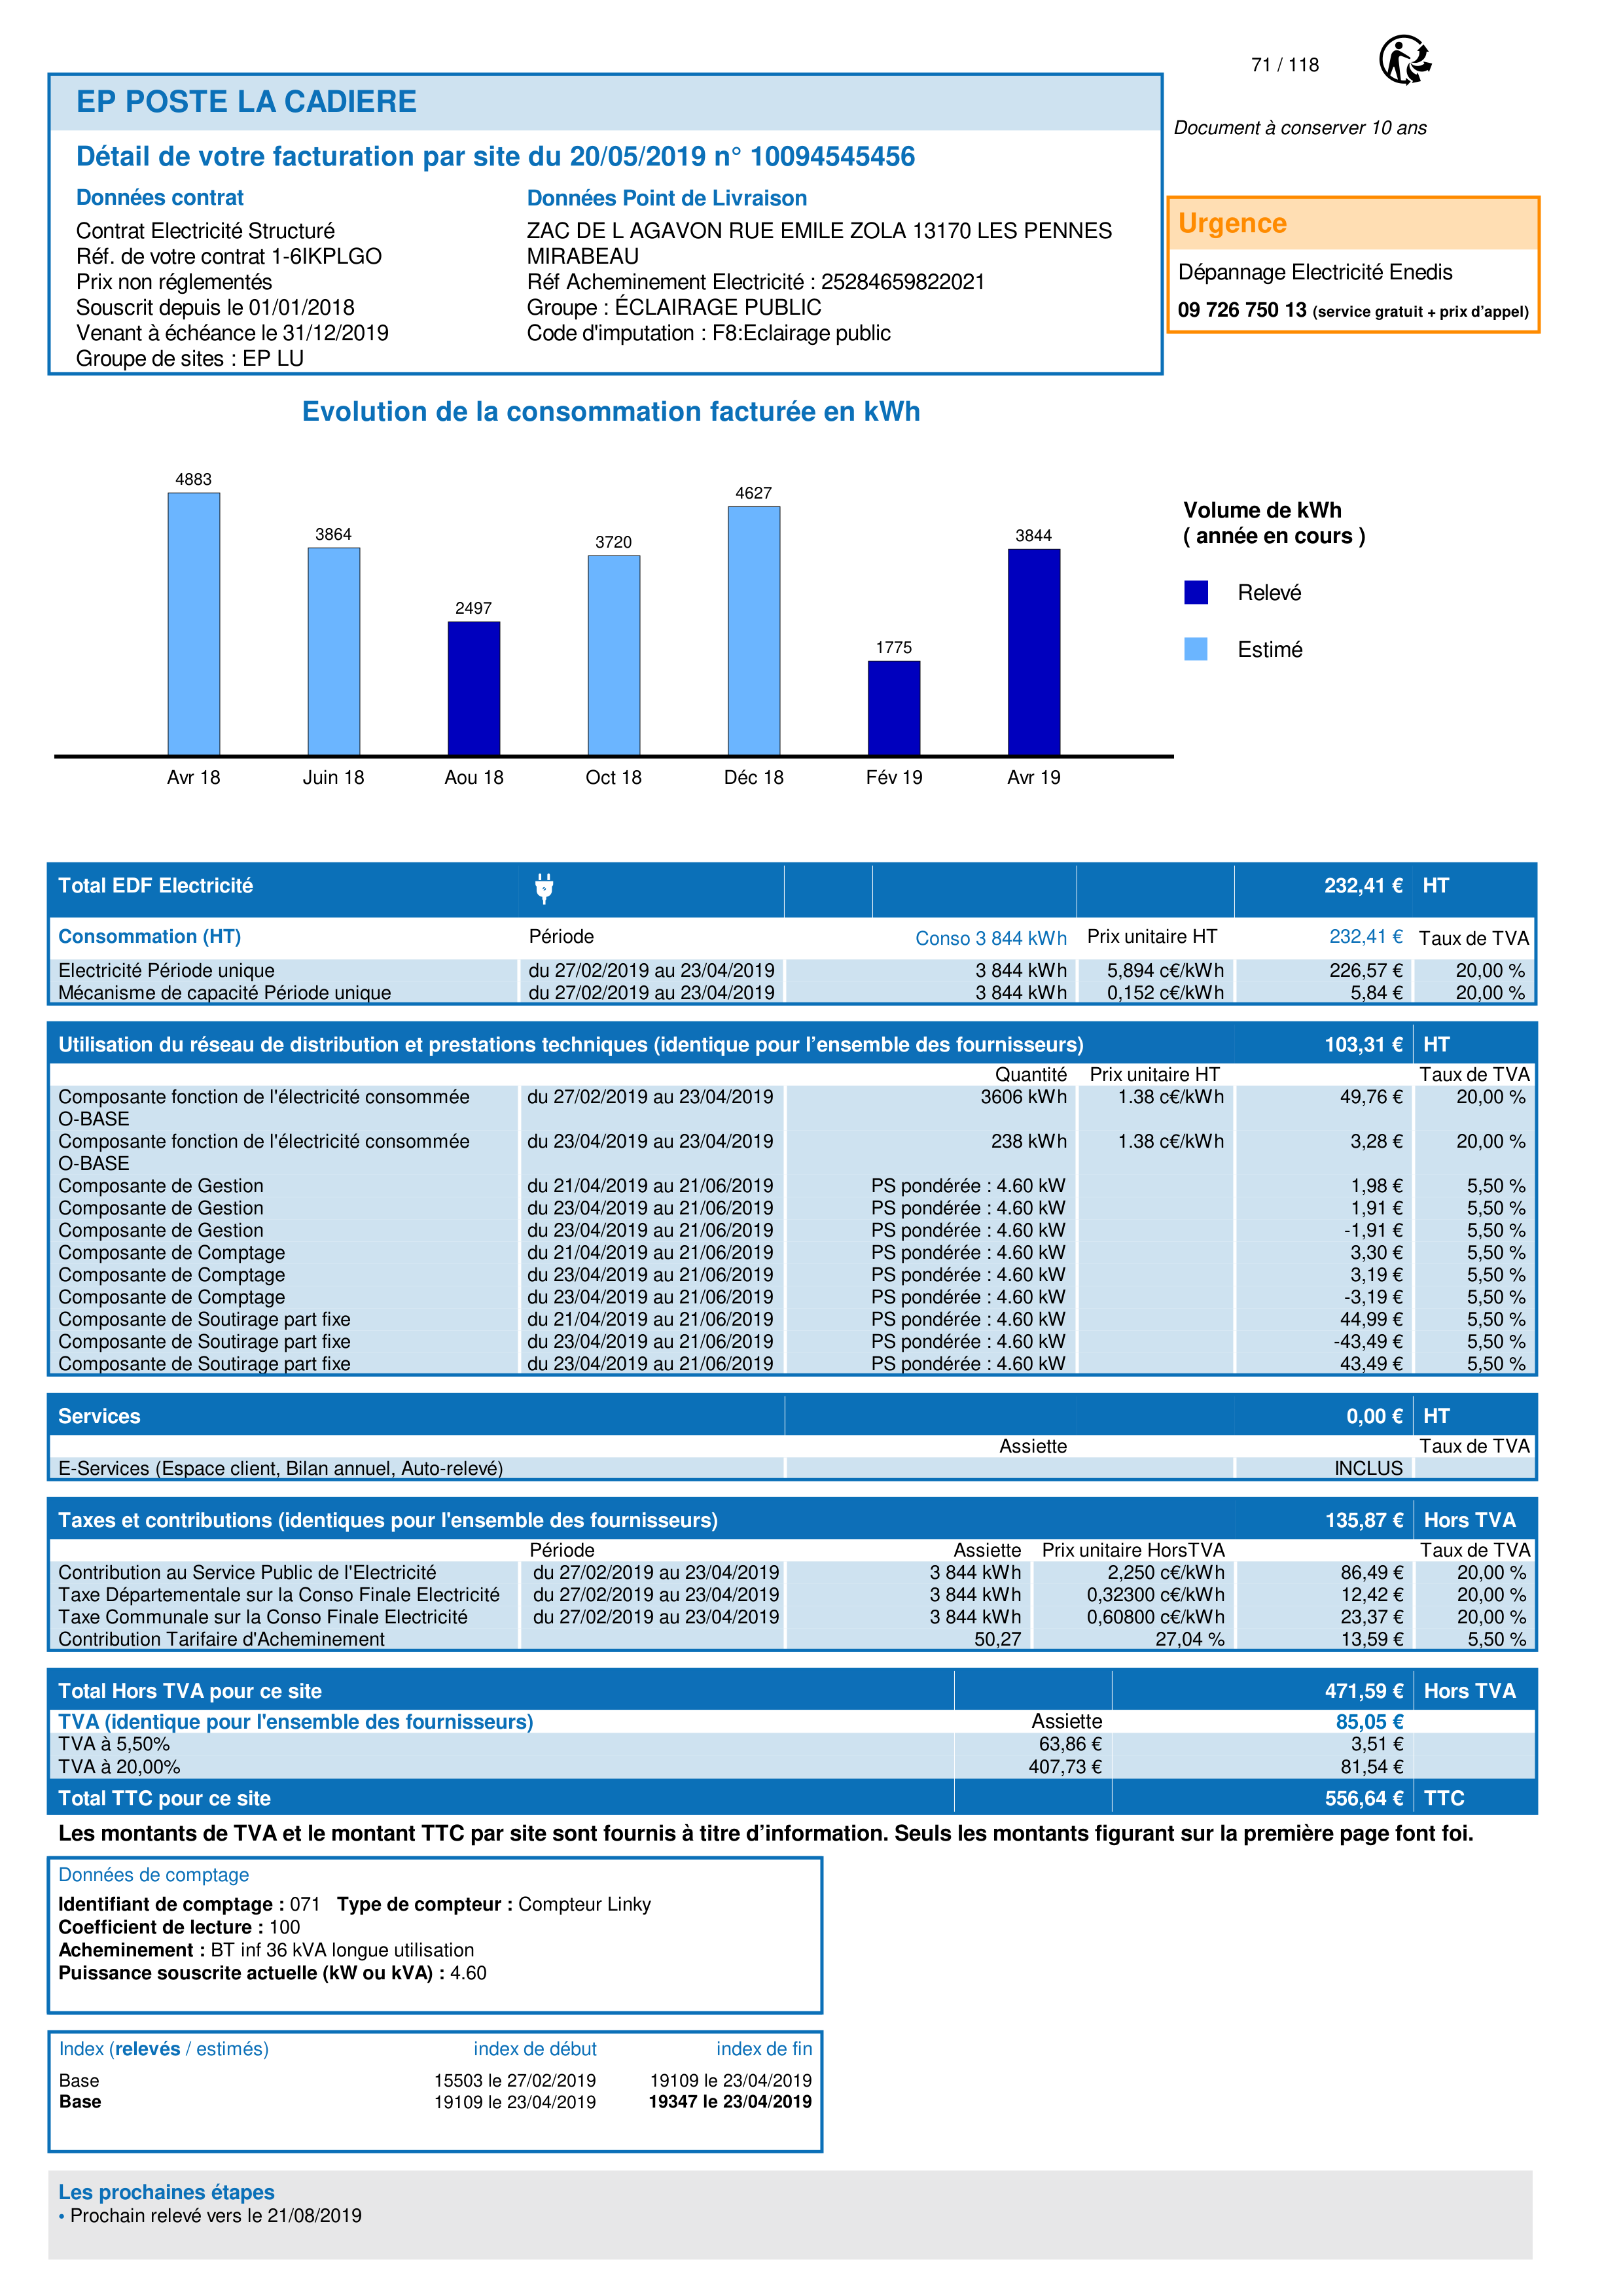 71 / 118
EP POSTE LA CADIERE
Document à conserver 10 ans
Détail de votre facturation par site du 20/05/2019 n° 10094545456
Données contrat
Contrat Electricité Structuré
Réf. de votre contrat 1-6IKPLGO
Prix non réglementés
Souscrit depuis le 01/01/2018
Venant à échéance le 31/12/2019
Groupe de sites : EP LU
Données Point de Livraison
ZAC DE L AGAVON RUE EMILE ZOLA 13170 LES PENNES
MIRABEAU
Réf Acheminement Electricité : 25284659822021
Groupe : ÉCLAIRAGE PUBLIC
Code d'imputation : F8:Eclairage public
Urgence
Dépannage Electricité Enedis
09 726 750 13 (service gratuit + prix d’appel)
Evolution de la consommation facturée en kWh
4883 3864 2497 3720 4627 1775 3844
Avr 18 Juin 18 Aou 18 Oct 18 Déc 18 Fév 19 Avr 19
Volume de kWh
( année en cours )
Relevé
Estimé
Total EDF Electricité 232,41 € HT
Consommation (HT) Période Conso 3 844 kWh Prix unitaire HT 232,41 € Taux de TVA
Electricité Période unique du 27/02/2019 au 23/04/2019 3 844 kWh 5,894 c€/kWh 226,57 € 20,00 %
Mécanisme de capacité Période unique du 27/02/2019 au 23/04/2019 3 844 kWh 0,152 c€/kWh 5,84 € 20,00 %
Utilisation du réseau de distribution et prestations techniques (identique pour l’ensemble des fournisseurs) 103,31 € HT
Quantité Prix unitaire HT Taux de TVA
Composante fonction de l'électricité consommée du 27/02/2019 au 23/04/2019 3606 kWh 1.38 c€/kWh 49,76 € 20,00 %
O-BASE
Composante fonction de l'électricité consommée du 23/04/2019 au 23/04/2019 238 kWh 1.38 c€/kWh 3,28 € 20,00 %
O-BASE
Composante de Gestion du 21/04/2019 au 21/06/2019 PS pondérée : 4.60 kW 1,98 € 5,50 %
Composante de Gestion du 23/04/2019 au 21/06/2019 PS pondérée : 4.60 kW 1,91 € 5,50 %
Composante de Gestion du 23/04/2019 au 21/06/2019 PS pondérée : 4.60 kW -1,91 € 5,50 %
Composante de Comptage du 21/04/2019 au 21/06/2019 PS pondérée : 4.60 kW 3,30 € 5,50 %
Composante de Comptage du 23/04/2019 au 21/06/2019 PS pondérée : 4.60 kW 3,19 € 5,50 %
Composante de Comptage du 23/04/2019 au 21/06/2019 PS pondérée : 4.60 kW -3,19 € 5,50 %
Composante de Soutirage part fixe du 21/04/2019 au 21/06/2019 PS pondérée : 4.60 kW 44,99 € 5,50 %
Composante de Soutirage part fixe du 23/04/2019 au 21/06/2019 PS pondérée : 4.60 kW -43,49 € 5,50 %
Composante de Soutirage part fixe du 23/04/2019 au 21/06/2019 PS pondérée : 4.60 kW 43,49 € 5,50 %
Services 0,00 € HT
Assiette Taux de TVA
E-Services (Espace client, Bilan annuel, Auto-relevé) INCLUS
Taxes et contributions (identiques pour l'ensemble des fournisseurs) 135,87 € Hors TVA
Période Assiette Prix unitaire HorsTVA Taux de TVA
Contribution au Service Public de l'Electricité du 27/02/2019 au 23/04/2019 3 844 kWh 2,250 c€/kWh 86,49 € 20,00 %
Taxe Départementale sur la Conso Finale Electricité du 27/02/2019 au 23/04/2019 3 844 kWh 0,32300 c€/kWh 12,42 € 20,00 %
Taxe Communale sur la Conso Finale Electricité du 27/02/2019 au 23/04/2019 3 844 kWh 0,60800 c€/kWh 23,37 € 20,00 %
Contribution Tarifaire d'Acheminement 50,27 27,04 % 13,59 € 5,50 %
Total Hors TVA pour ce site 471,59 € Hors TVA
TVA (identique pour l'ensemble des fournisseurs) Assiette 85,05 €
TVA à 5,50% 63,86 € 3,51 €
TVA à 20,00% 407,73 € 81,54 €
Total TTC pour ce site 556,64 € TTC
Les montants de TVA et le montant TTC par site sont fournis à titre d’information. Seuls les montants figurant sur la première page font foi.
Données de comptage
Identifiant de comptage : 071 Type de compteur : Compteur Linky
Coefficient de lecture : 100
Acheminement : BT inf 36 kVA longue utilisation
Puissance souscrite actuelle (kW ou kVA) : 4.60
Index (relevés / estimés) index de début index de fin
Base 15503 le 27/02/2019 19109 le 23/04/2019
Base 19109 le 23/04/2019 19347 le 23/04/2019
Les prochaines étapes
• Prochain relevé vers le 21/08/2019